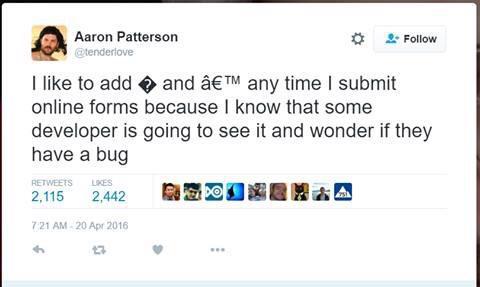 Aaron Patterson
@tenderlove
Follow
I like to add � and â€™ any time I submit
online forms because I know that some
developer is going to see it and wonder if they
have a bug
RETWEETS LIKES
2,115 2,442
751
7:21 AM - 20 Apr 2016